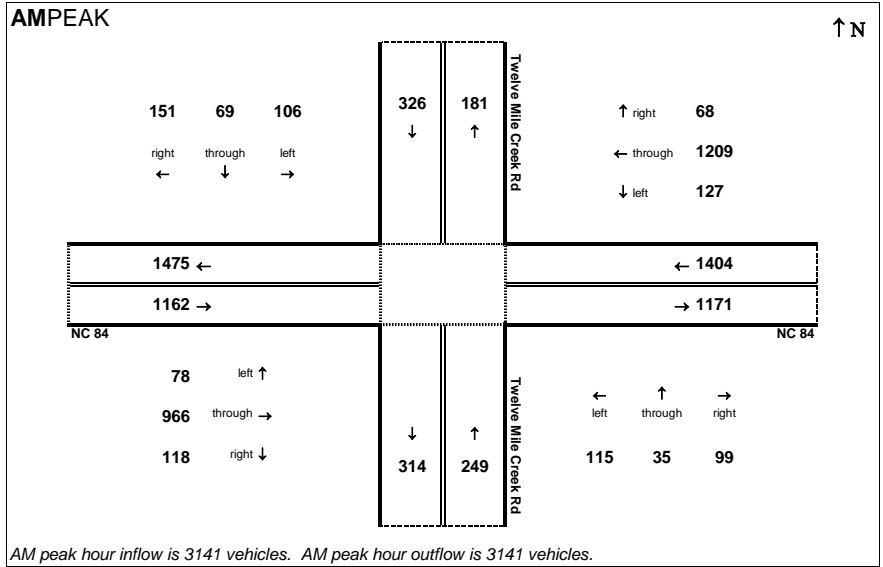 AMPEAK
↑ N
326 181
↓ ↑
Twelve Mile Creek Rd
151 69 106
right through left
← ↓ →
↑ right 68
← through 1209
↓ left 127
1475 ← ← 1404
1162 → → 1171
NC 84 NC 84
78 left ↑
966 through →
118 right ↓
↓ ↑
314 249
Twelve Mile Creek Rd
← ↑ →
left through right
115 35 99
AM peak hour inflow is 3141 vehicles. AM peak hour outflow is 3141 vehicles.